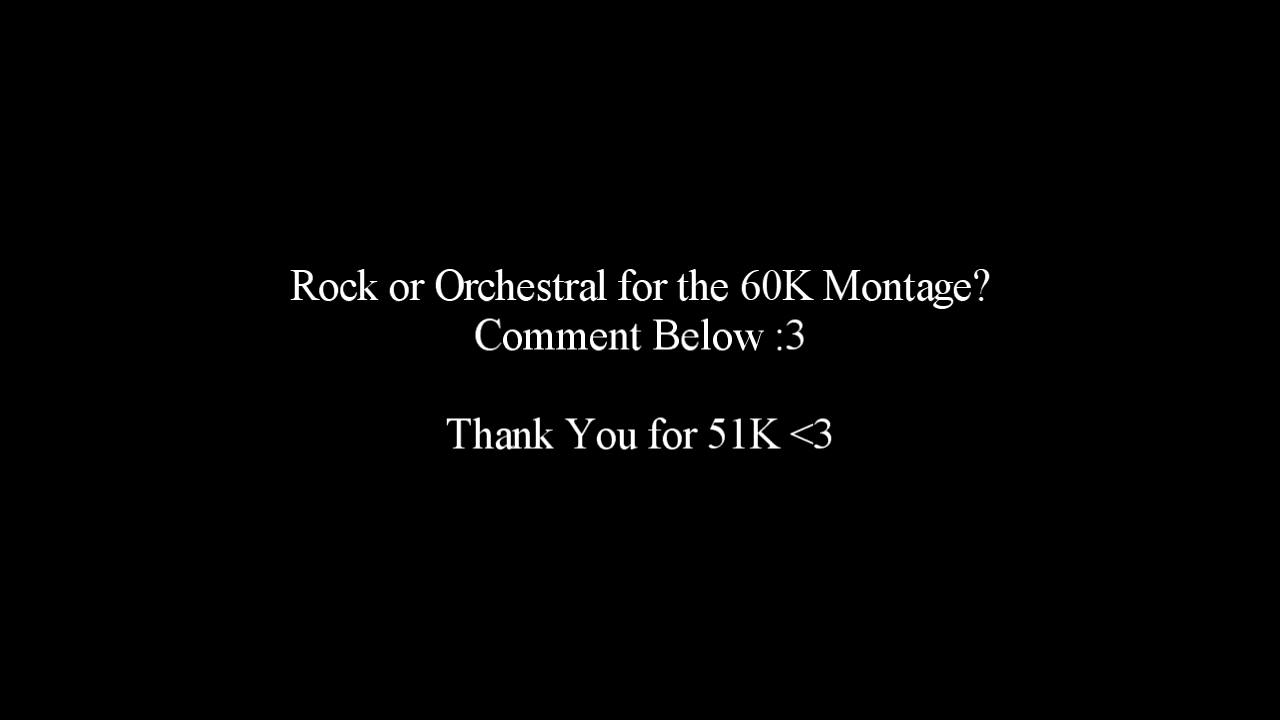 Rock or Orchestral for the 60K Montage?
Comment Below :3
Thank You for 51K <3